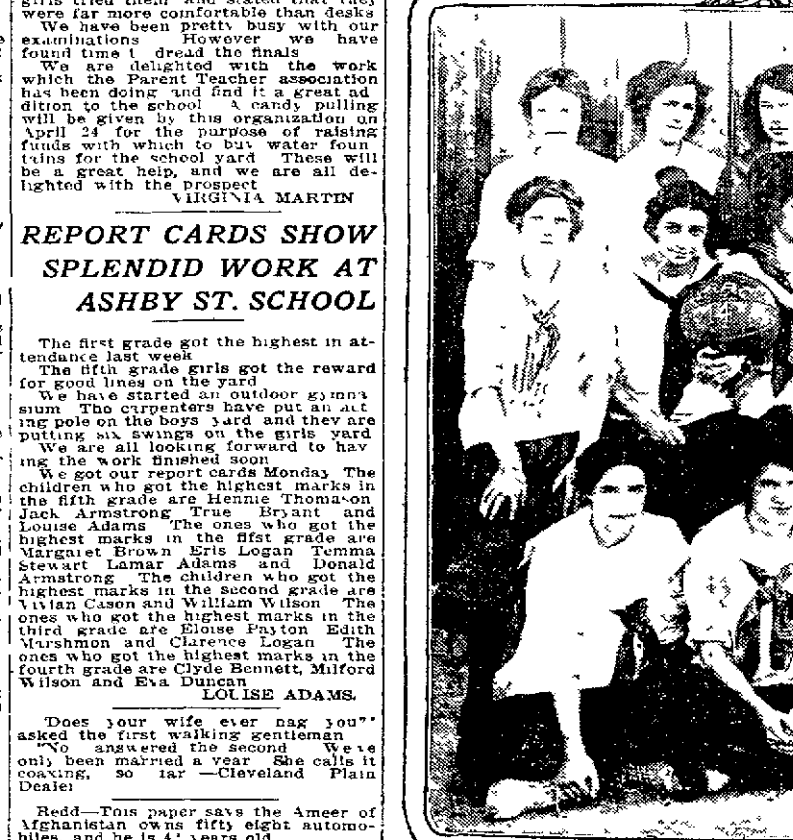 girls tried them and stated that they
were far more comfortable than desks
We have been pretty busy with our
examinations However we have
found time t dread the finals
We are delighted with the work
which the Parent Teacher association
has been doing and find it a great ad
dition to the school A candy pulling
will be given by this organization on
April 24 for the purpose of raising
funds with which to buy water foun
tains for the school yard These will
be a great help, and we are all de-
lighted with the prospect
VIRGINIA MARTIN
REPORT CARDS SHOW
SPLENDID WORK AT
ASHBY ST. SCHOOL
The first grade got the highest in at-
tendance last week
The fifth grade girls got the reward
for good lines on the yard
We have started an outdoor gymna
sium The carpenters have put an act
ing pole on the boys yard and they are
putting six swings on the girls yard
We are all looking forward to hav
ing the work finished soon
We got our report cards Monday The
children who got the highest marks in
the fifth grade are Hennie Thomason
Jack Armstrong True Bryant and
Louise Adams The ones who got the
highest marks in the fifst grade are
Margaret Brown Eris Logan Temma
Stewart Lamar Adams and Donald
Armstrong The children who got the
highest marks in the second grade are
Vivian Cason and William Wilson The
ones who got the highest marks in the
third grade are Eloise Payton Edith
Marshmon and Clarence Logan The
ones who got the highest marks in the
fourth grade are Clyde Bennett, Milford
Wilson and Eva Duncan
LOUISE ADAMS.
"Does your wife ever nag you?"
asked the first walking gentleman
"No answered the second We ve
only been married a year She calls it
coaxing, so far —Cleveland Plain
Dealer
Redd—This paper says the Ameer of
Afghanistan owns fifty eight automo-
biles and he is years old